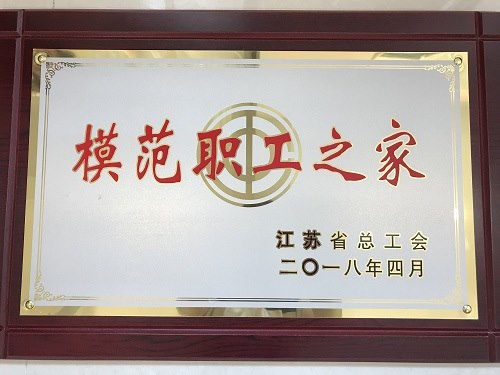 模范职工之家
江苏省总工会
二〇一八年四月